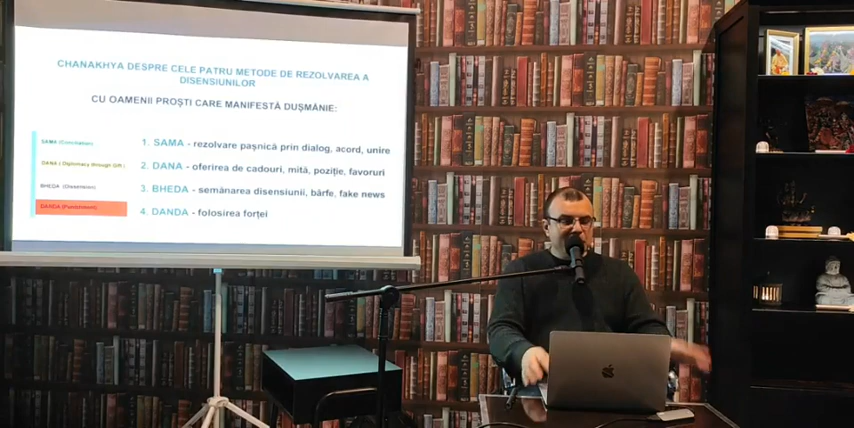 CHANAKHYA DESPRE CELE PATRU METODE DE REZOLVAREA A
DISENSIUNILOR
CU OAMENII PROȘTI CARE MANIFESTĂ DUȘMĂNIE:
SAMA (Conciliation)
DANA ( Diplomacy through Gift )
BHEDA (Dissension)
DANDA (Punishment)
1. SAMA - rezolvare pașnică prin dialog, acord, unire
2. DANA - oferirea de cadouri, mită, poziție, favoruri
3. BHEDA - semănarea disensiunii, bârfe, fake news
4. DANDA - folosirea forței